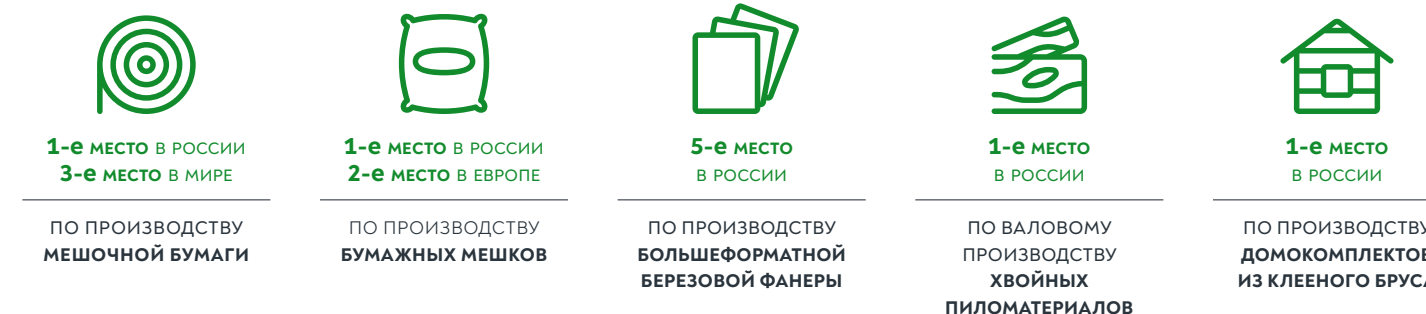 1-е МЕСТО В РОССИИ
3-е МЕСТО В МИРЕ
ПО ПРОИЗВОДСТВУ
МЕШОЧНОЙ БУМАГИ
1-е МЕСТО В РОССИИ
2-е МЕСТО В ЕВРОПЕ
ПО ПРОИЗВОДСТВУ
БУМАЖНЫХ МЕШКОВ
5-е МЕСТО
В РОССИИ
ПО ПРОИЗВОДСТВУ
БОЛЬШЕФОРМАТНОЙ
БЕРЕЗОВОЙ ФАНЕРЫ
1-е МЕСТО
В РОССИИ
ПО ВАЛОВОМУ
ПРОИЗВОДСТВУ
ХВОЙНЫХ
ПИЛОМАТЕРИАЛОВ
1-е МЕСТО
В РОССИИ
ПО ПРОИЗВОДСТВУ
ДОМОКОМПЛЕКТОВ
ИЗ КЛЕЕНОГО БРУСА